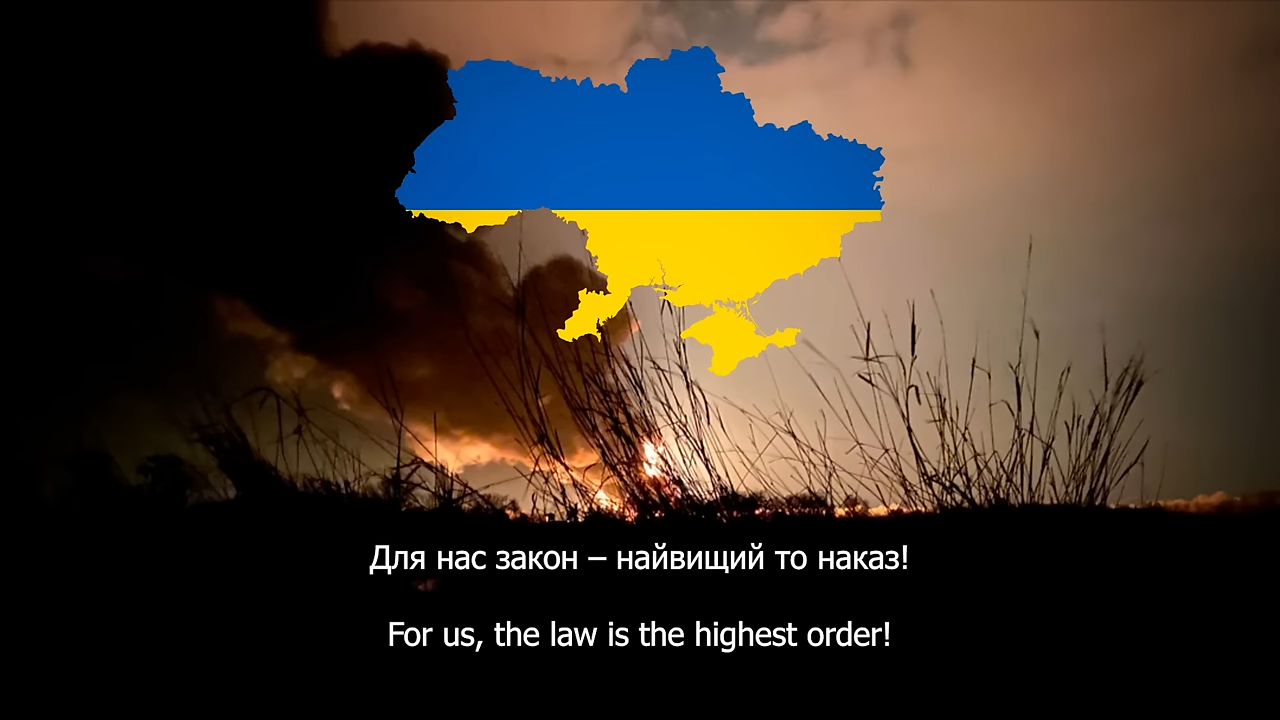 Для нас закон – найвищий то наказ!
For us, the law is the highest order!